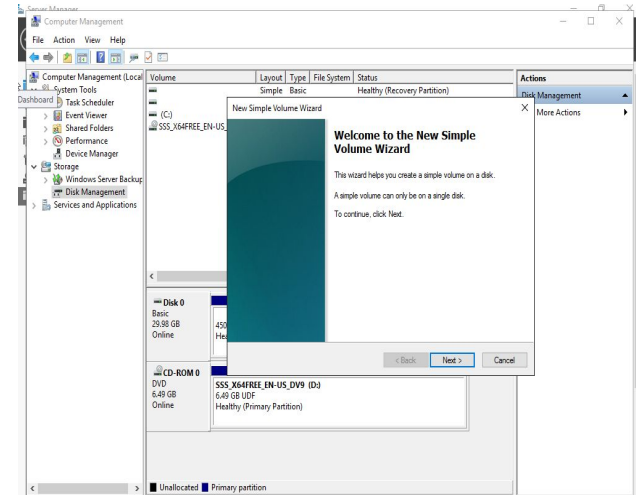 Server Manager
Computer Management
File Action View Help
Computer Management (Local
System Tools
Dashboard
Task Scheduler
Event Viewer
Shared Folders
Performance
Device Manager
Storage
Windows Server Backup
Disk Management
Services and Applications
Volume Layout Type File System Status
Simple Basic Healthy (Recovery Partition)
(C:)
SSS_X64FREE_EN-US_
Actions
Disk Management
More Actions
New Simple Volume Wizard
Welcome to the New Simple
Volume Wizard
This wizard helps you create a simple volume on a disk.
A simple volume can only be on a single disk.
To continue, click Next.
< Back Next > Cancel
Disk 0
Basic
29.98 GB
Online
450
Hea
CD-ROM 0
DVD
6.49 GB
Online
SSS_X64FREE_EN-US_DV9 (D:)
6.49 GB UDF
Healthy (Primary Partition)
Unallocated Primary partition